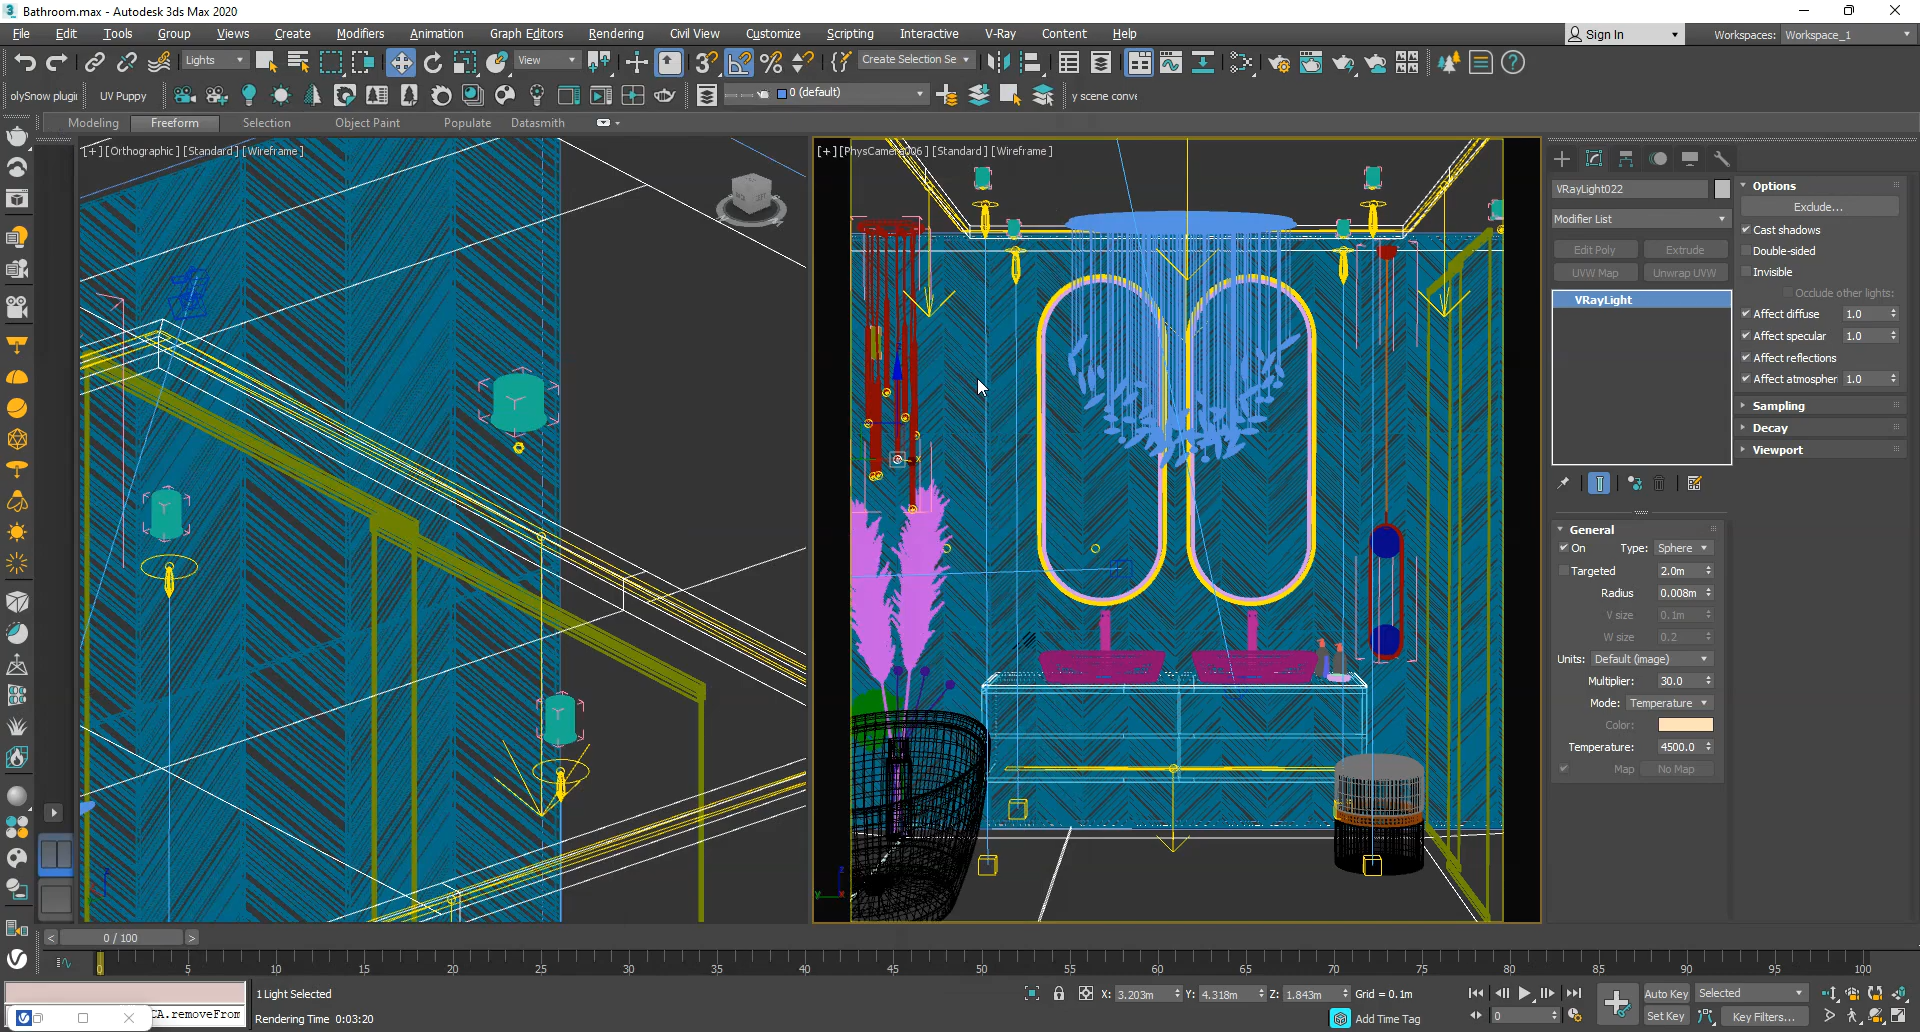 Bathroom.max - Autodesk 3ds Max 2020
File Edit Tools Group Views Create Modifiers Animation Graph Editors Rendering Civil View Customize Scripting Interactive V-Ray Content Help
Sign In
Workspaces: Workspace_1
Lights
View
Create Selection Se
olySnow plugin
UV Puppy
0 (default)
y scene conve
Modeling Freeform Selection Object Paint Populate Datasmith
[+] [Orthographic] [Standard] [Wireframe]
[+] [PhysCamera006] [Standard] [Wireframe]
VRayLight022
Modifier List
Edit Poly
Extrude
UVW Map
Unwrap UVW
VRayLight
Options
Exclude...
Cast shadows
Double-sided
Invisible
Occlude other lights:
Affect diffuse 1.0
Affect specular 1.0
Affect reflections
Affect atmospher 1.0
Sampling
Decay
Viewport
General
On Type: Sphere
Targeted 2.0m
Radius 0.008m
V size 0.1m
W size 0.2
Units: Default (image)
Multiplier: 30.0
Mode: Temperature
Color:
Temperature: 4500.0
Map No Map
0 / 100
0 5 10 15 20 25 30 35 40 45 50 55 60 65 70 75 80 85 90 95 100
1 Light Selected
X: 3.203m Y: 4.318m Z: 1.843m Grid = 0.1m
Auto Key Selected
CA.removeFrom
Rendering Time 0:03:20
Add Time Tag
0
Set Key
Key Filters...